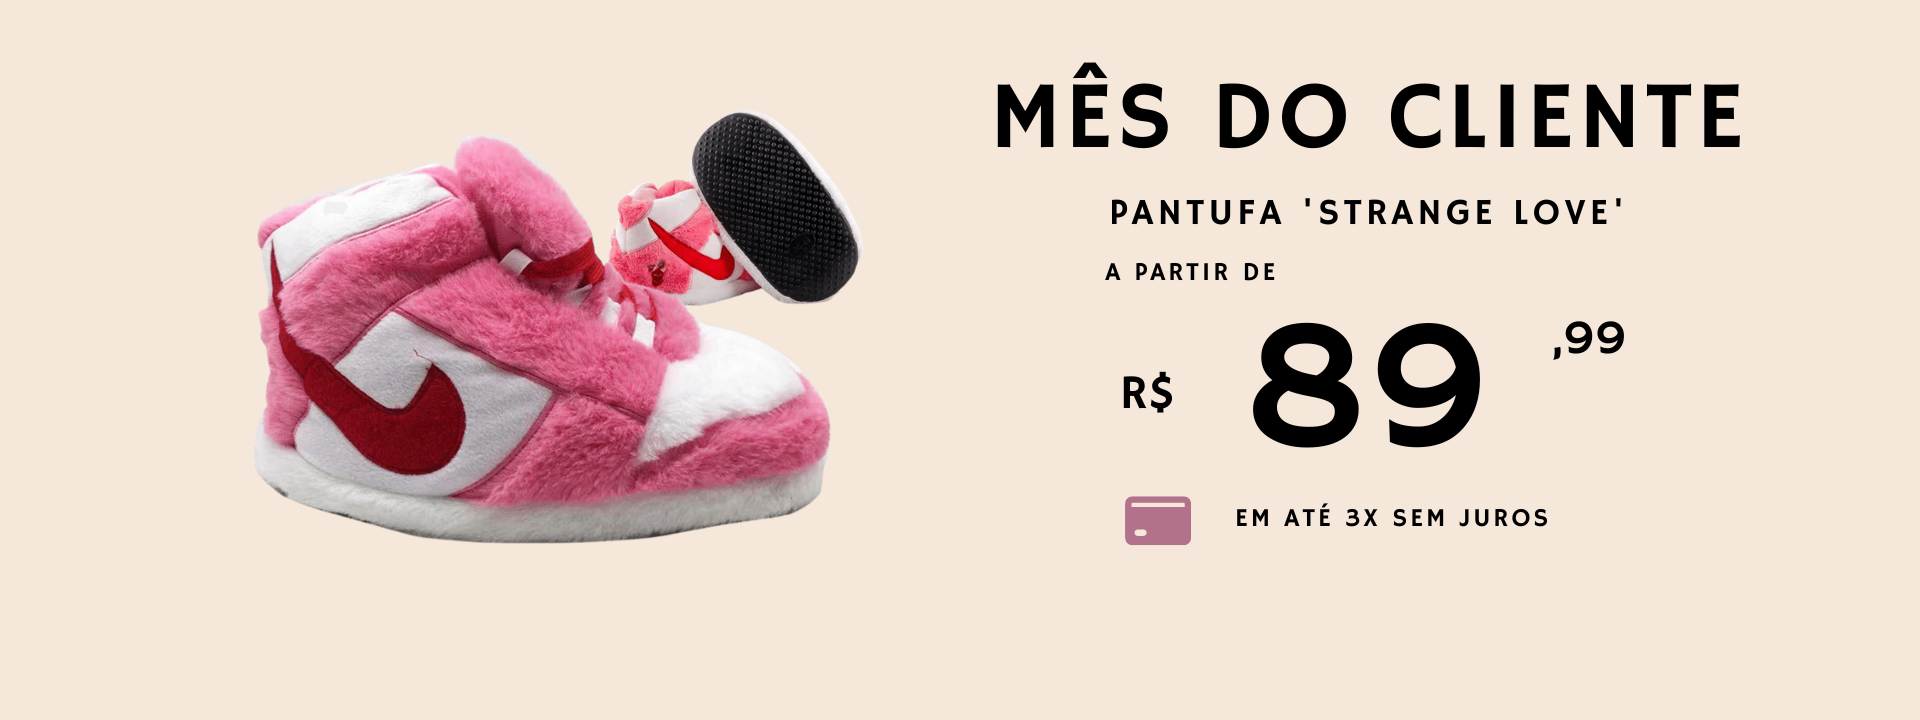 MÊS DO CLIENTE
PANTUFA 'STRANGE LOVE'
A PARTIR DE
R$ 89 ,99
EM ATÉ 3X SEM JUROS